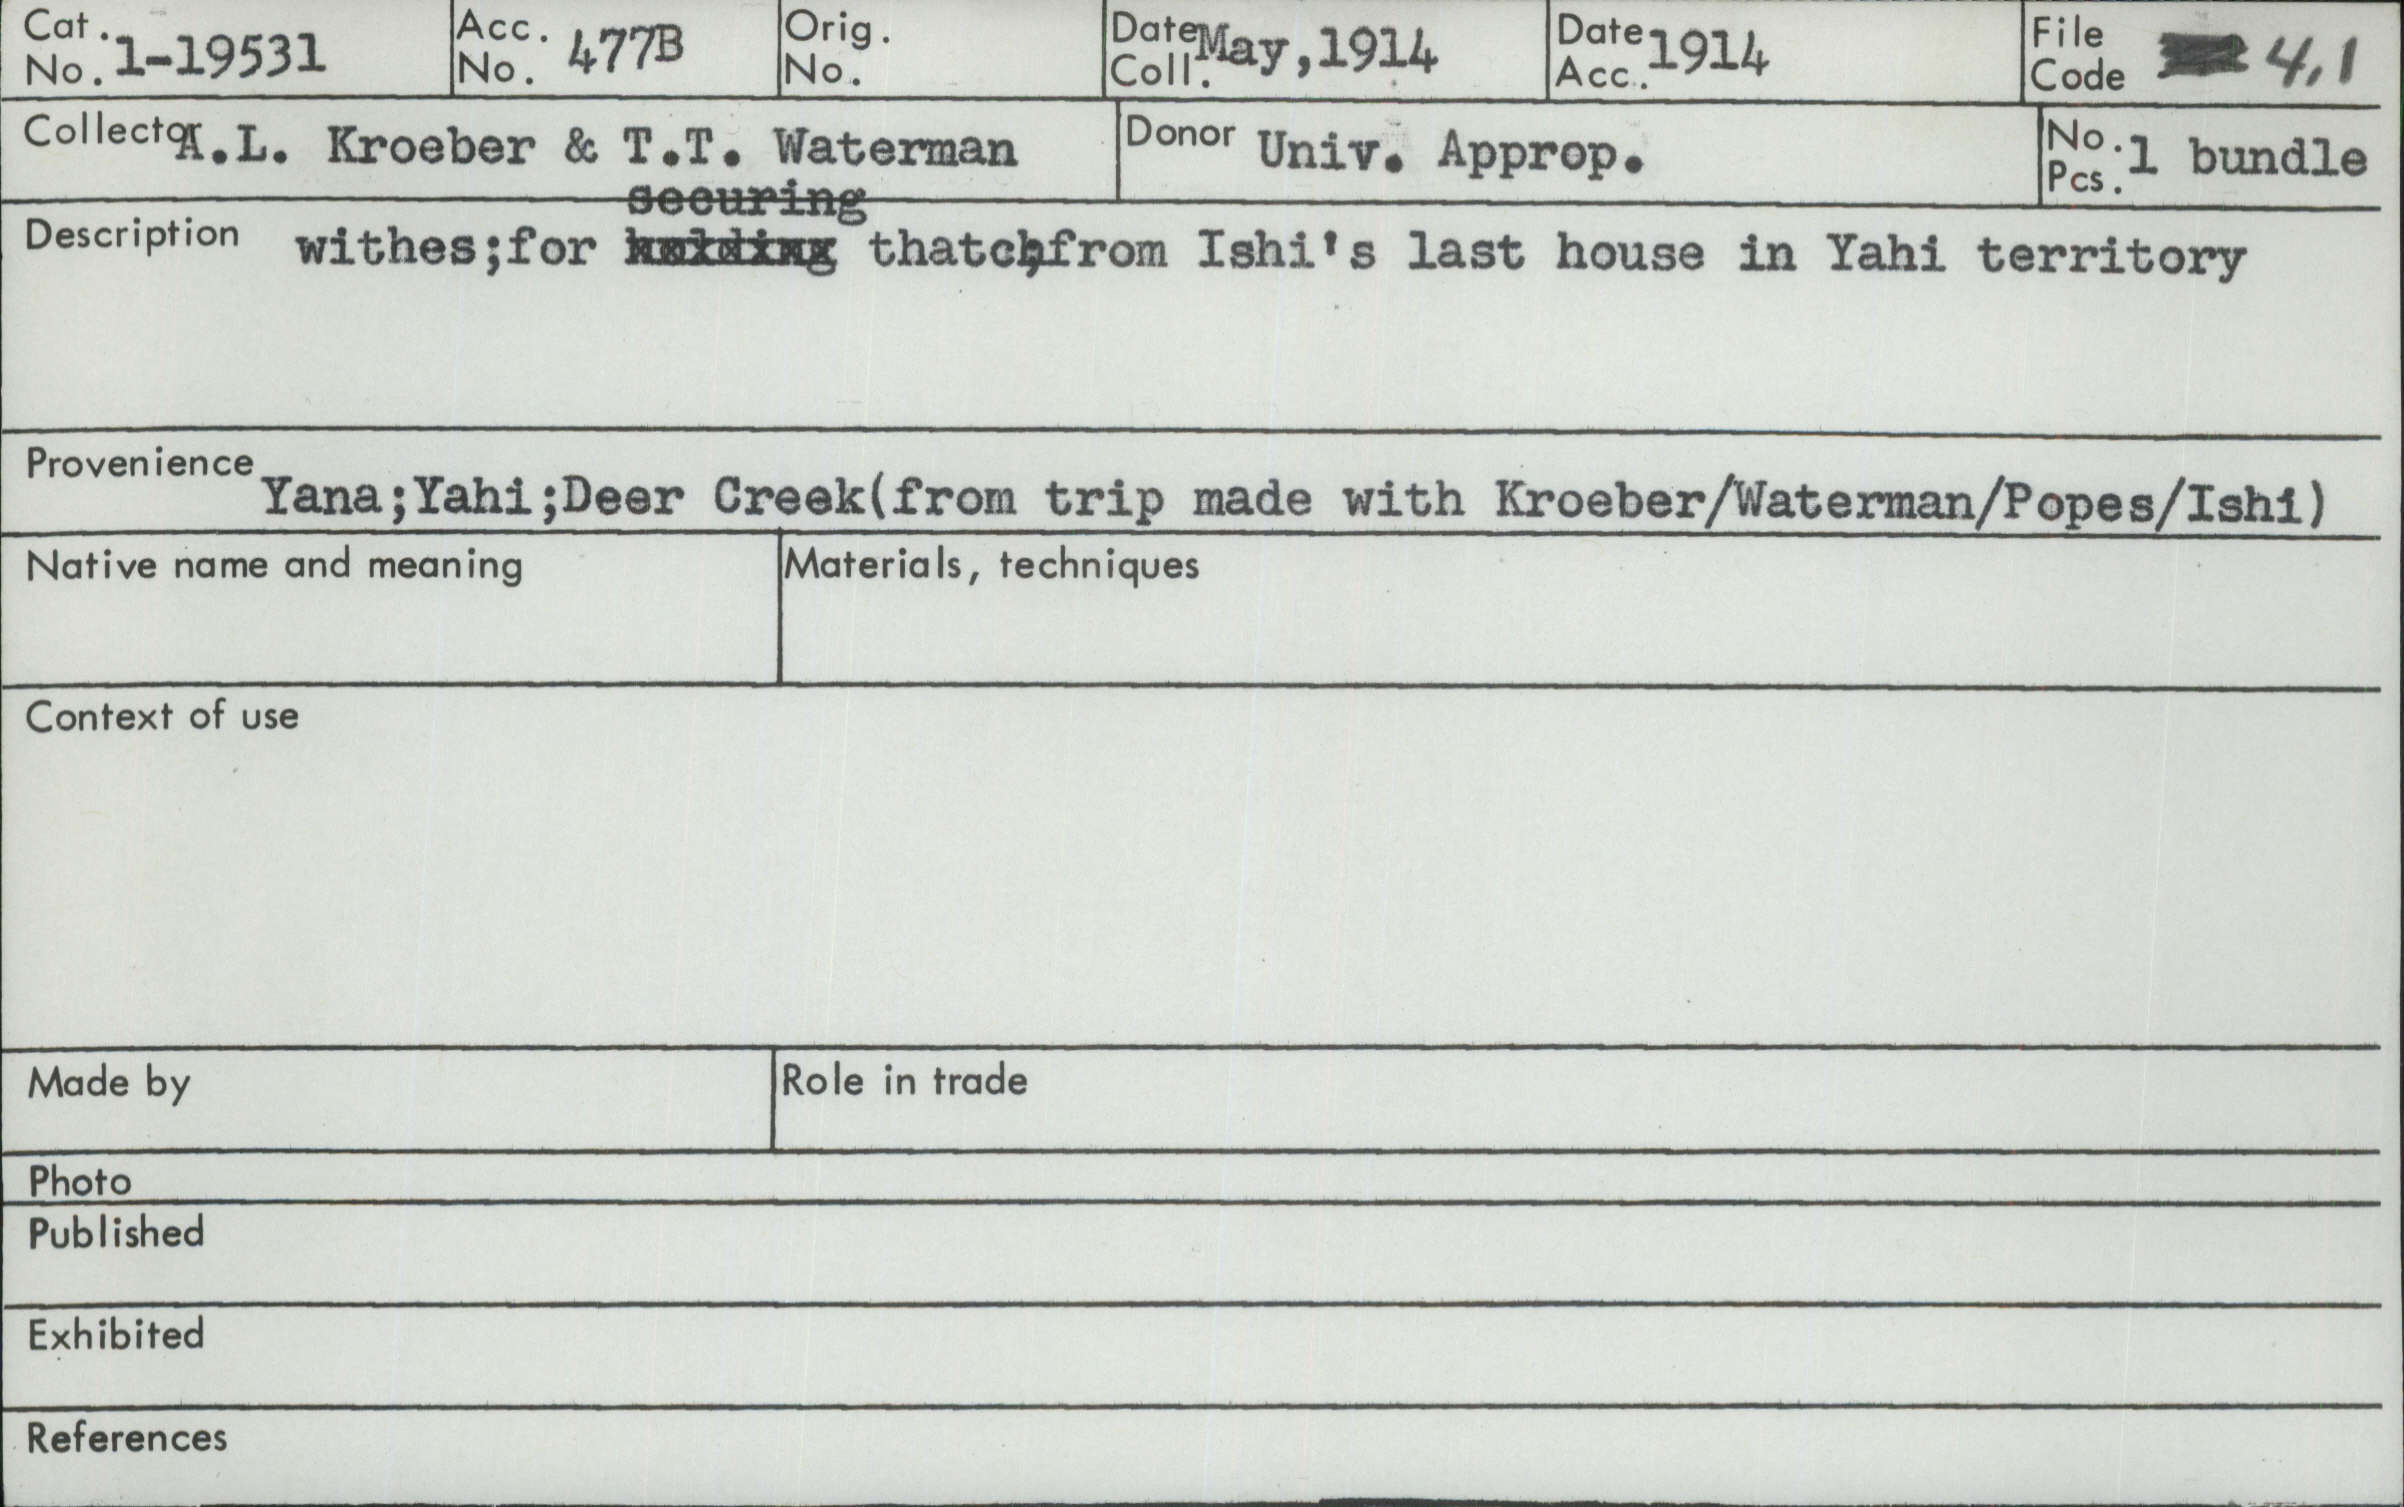 Cat. No. 1-19531 Acc. No. 477B Orig. No. Date Coll. May,1914 Date Acc. 1914 File Code 4,1
Collector A.L. Kroeber & T.T. Waterman Donor Univ. Approp. No. Pcs. 1 bundle
securing
Description withes;for holding thatch;from Ishi's last house in Yahi territory
Provenience Yana;Yahi;Deer Creek(from trip made with Kroeber/Waterman/Popes/Ishi)
Native name and meaning Materials, techniques
Context of use
Made by Role in trade
Photo
Published
Exhibited
References